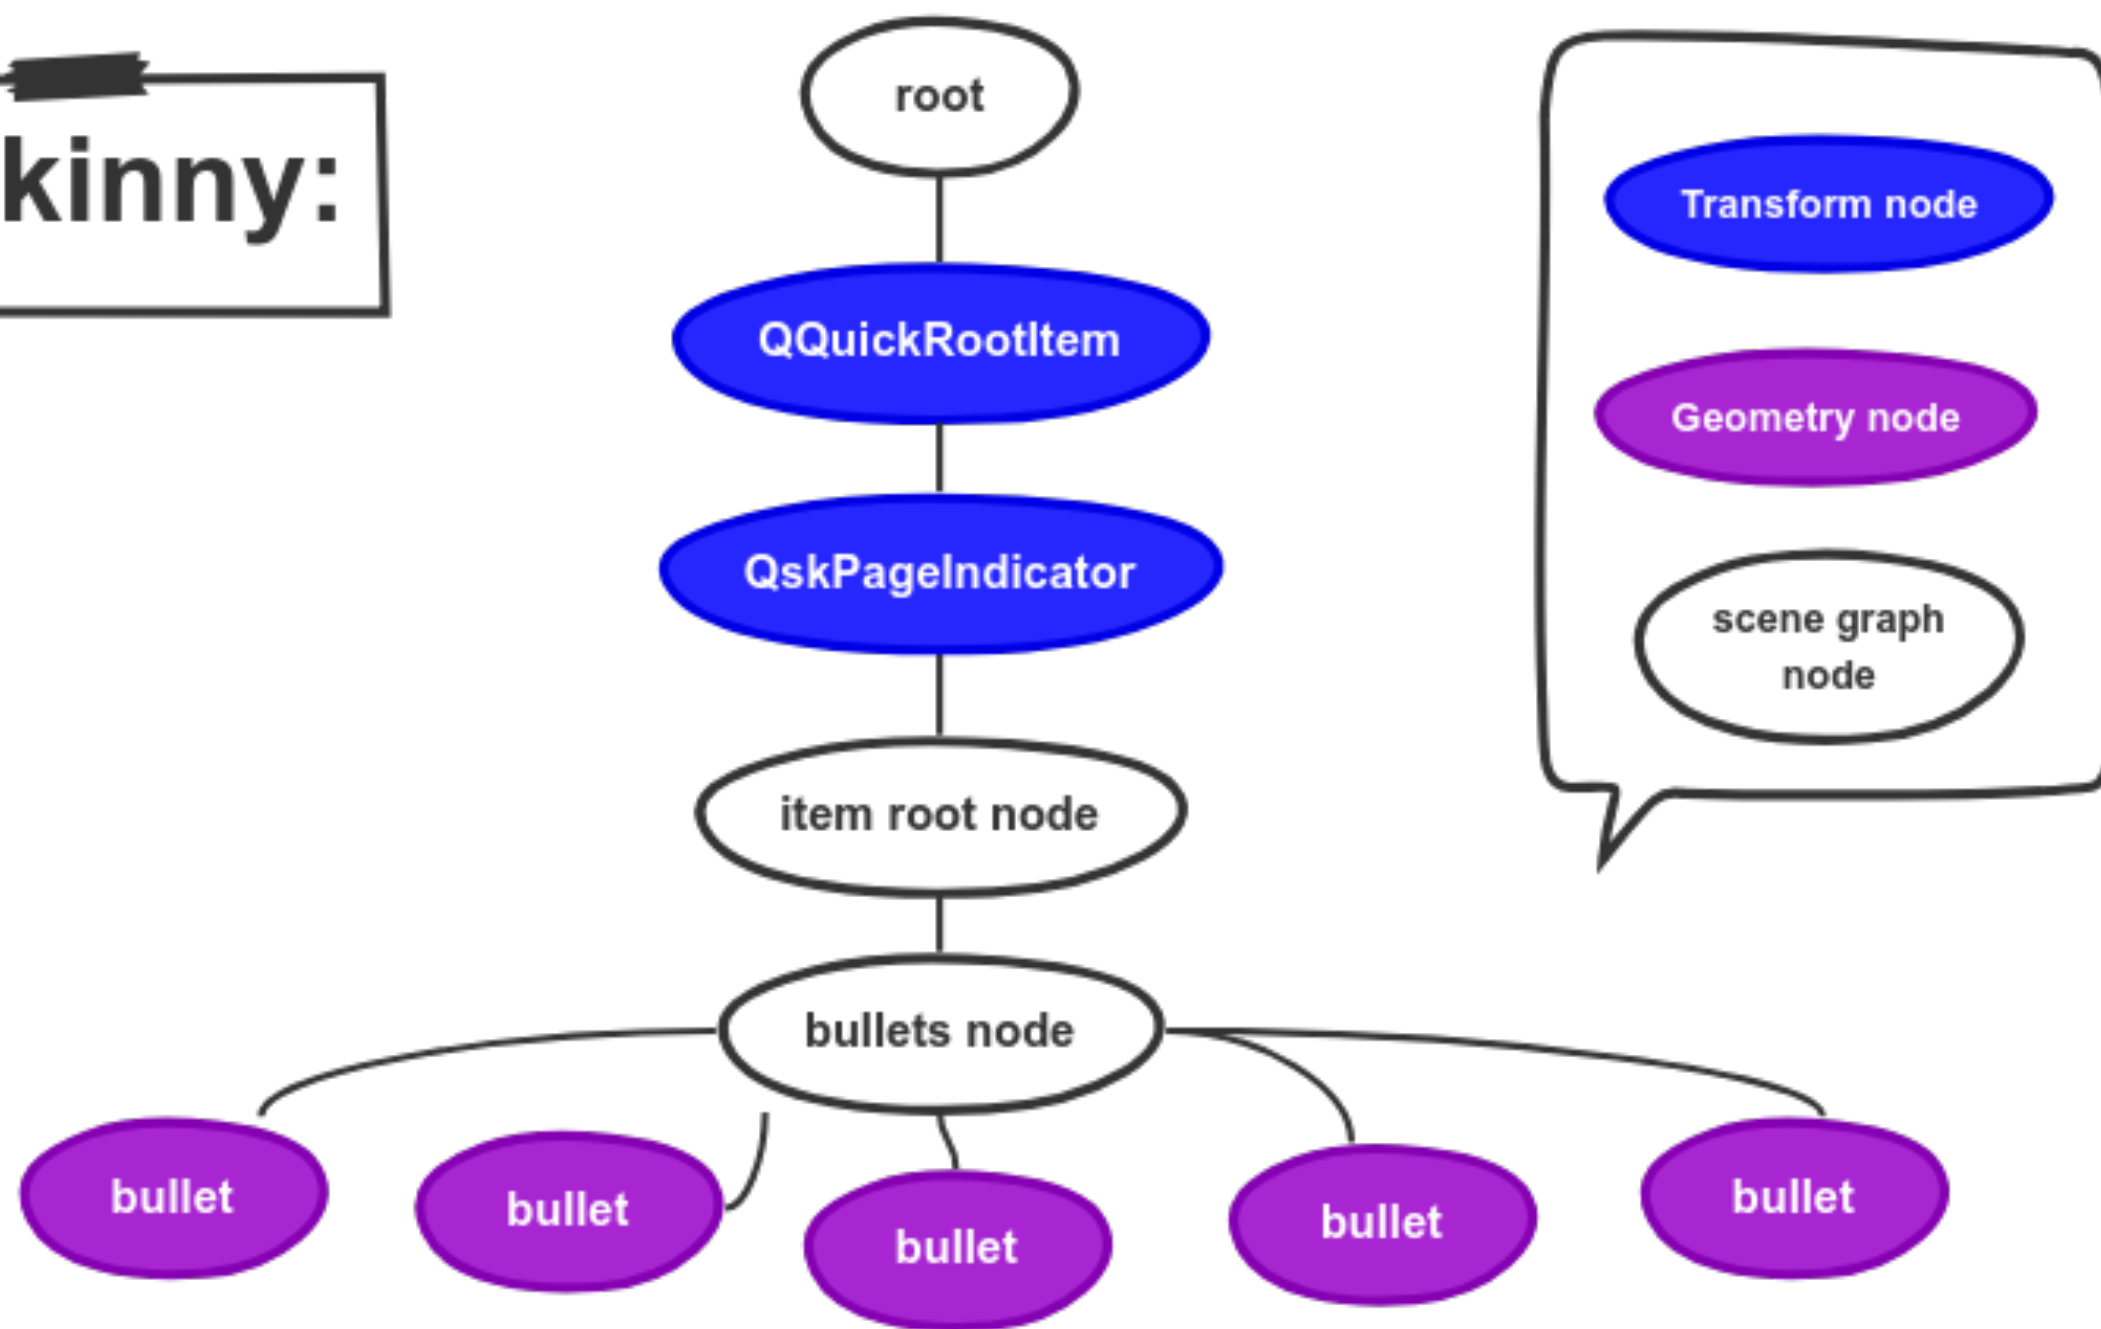 kinny:
root
QQuickRootItem
QskPageIndicator
item root node
bullets node
bullet
bullet
bullet
bullet
bullet
Transform node
Geometry node
scene graph
node